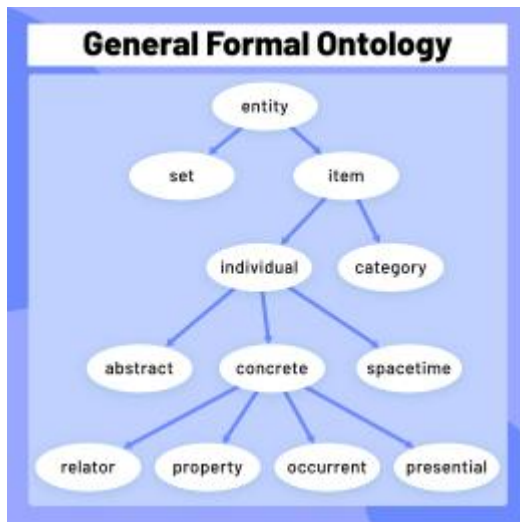 General Formal Ontology
entity
set
item
individual
category
abstract
concrete
spacetime
relator
property
occurrent
presential